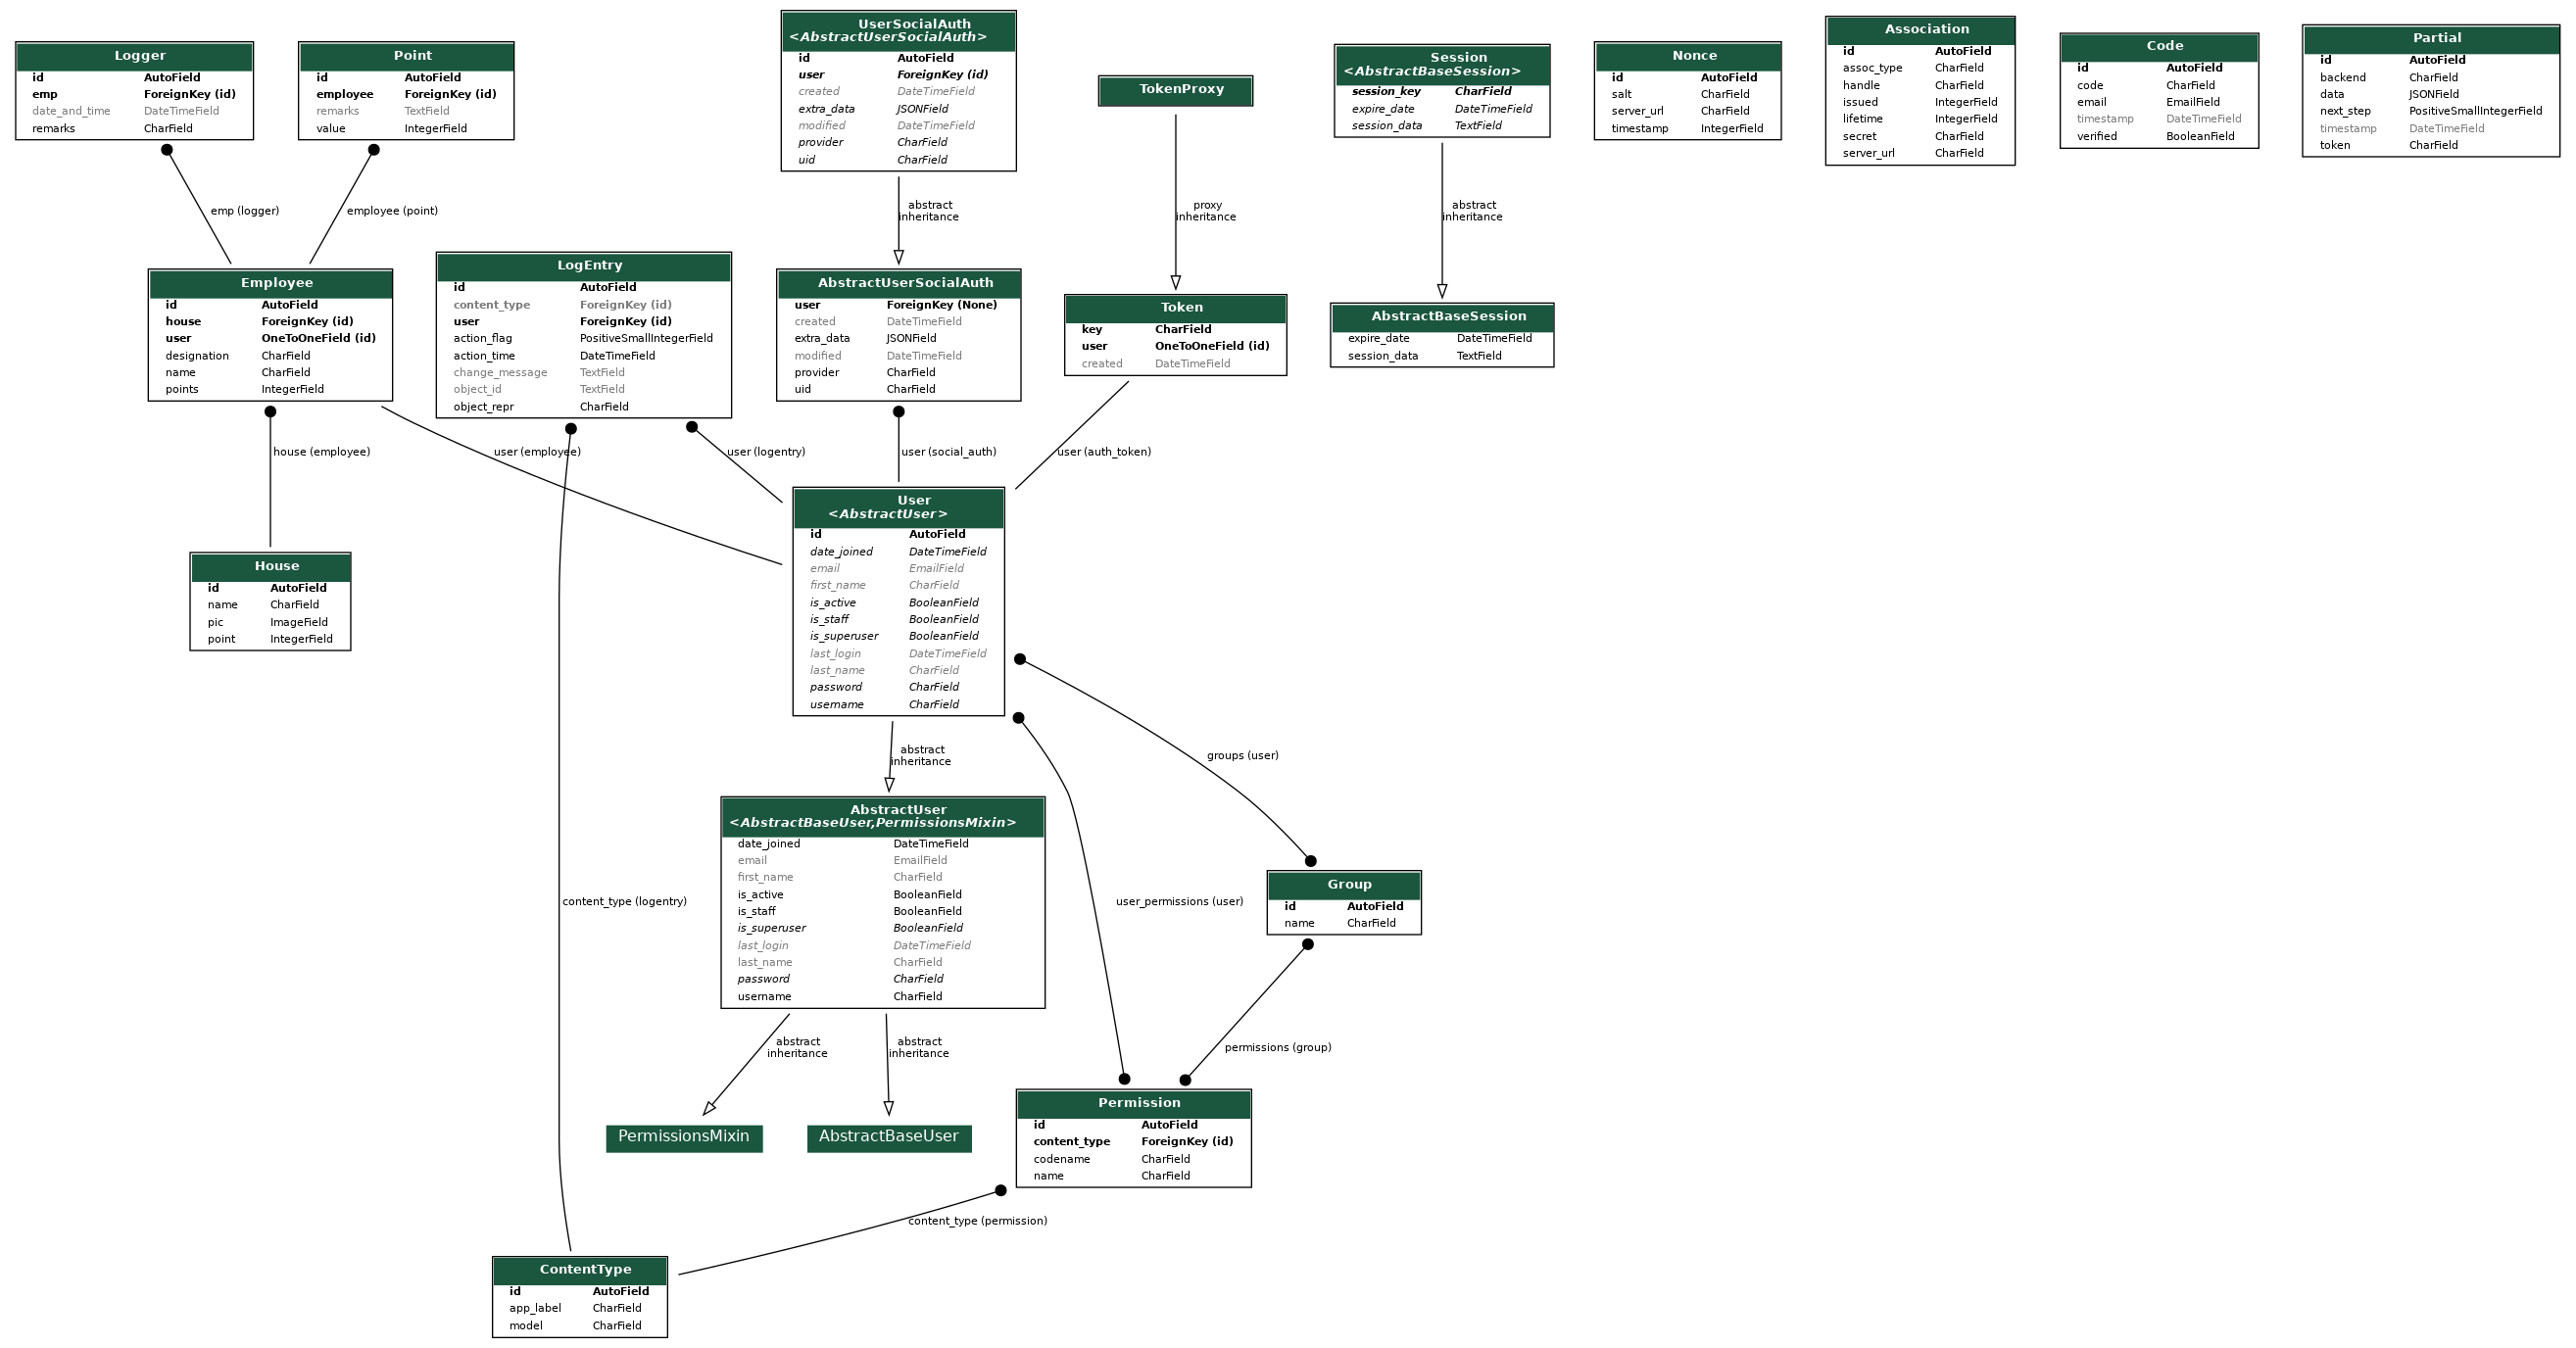 Logger
id AutoField
emp ForeignKey (id)
date_and_time DateTimeField
remarks CharField
Point
id AutoField
employee ForeignKey (id)
remarks TextField
value IntegerField
UserSocialAuth
<AbstractUserSocialAuth>
id AutoField
user ForeignKey (id)
created DateTimeField
extra_data JSONField
modified DateTimeField
provider CharField
uid CharField
TokenProxy
Session
<AbstractBaseSession>
session_key CharField
expire_date DateTimeField
session_data TextField
Nonce
id AutoField
salt CharField
server_url CharField
timestamp IntegerField
Association
id AutoField
assoc_type CharField
handle CharField
issued IntegerField
lifetime IntegerField
secret CharField
server_url CharField
Code
id AutoField
code CharField
email EmailField
timestamp DateTimeField
verified BooleanField
Partial
id AutoField
backend CharField
data JSONField
next_step PositiveSmallIntegerField
timestamp DateTimeField
token CharField
emp (logger)
employee (point)
abstract
inheritance
proxy
inheritance
abstract
inheritance
Employee
id AutoField
house ForeignKey (id)
user OneToOneField (id)
designation CharField
name CharField
points IntegerField
LogEntry
id AutoField
content_type ForeignKey (id)
user ForeignKey (id)
action_flag PositiveSmallIntegerField
action_time DateTimeField
change_message TextField
object_id TextField
object_repr CharField
AbstractUserSocialAuth
user ForeignKey (None)
created DateTimeField
extra_data JSONField
modified DateTimeField
provider CharField
uid CharField
Token
key CharField
user OneToOneField (id)
created DateTimeField
AbstractBaseSession
expire_date DateTimeField
session_data TextField
house (employee)
user (employee)
user (logentry)
user (social_auth)
user (auth_token)
House
id AutoField
name CharField
pic ImageField
point IntegerField
User
<AbstractUser>
id AutoField
date_joined DateTimeField
email EmailField
first_name CharField
is_active BooleanField
is_staff BooleanField
is_superuser BooleanField
last_login DateTimeField
last_name CharField
password CharField
username CharField
abstract
inheritance
groups (user)
AbstractUser
<AbstractBaseUser,PermissionsMixin>
date_joined DateTimeField
email EmailField
first_name CharField
is_active BooleanField
is_staff BooleanField
is_superuser BooleanField
last_login DateTimeField
last_name CharField
password CharField
username CharField
content_type (logentry)
user_permissions (user)
Group
id AutoField
name CharField
abstract
inheritance
abstract
inheritance
permissions (group)
PermissionsMixin
AbstractBaseUser
Permission
id AutoField
content_type ForeignKey (id)
codename CharField
name CharField
content_type (permission)
ContentType
id AutoField
app_label CharField
model CharField